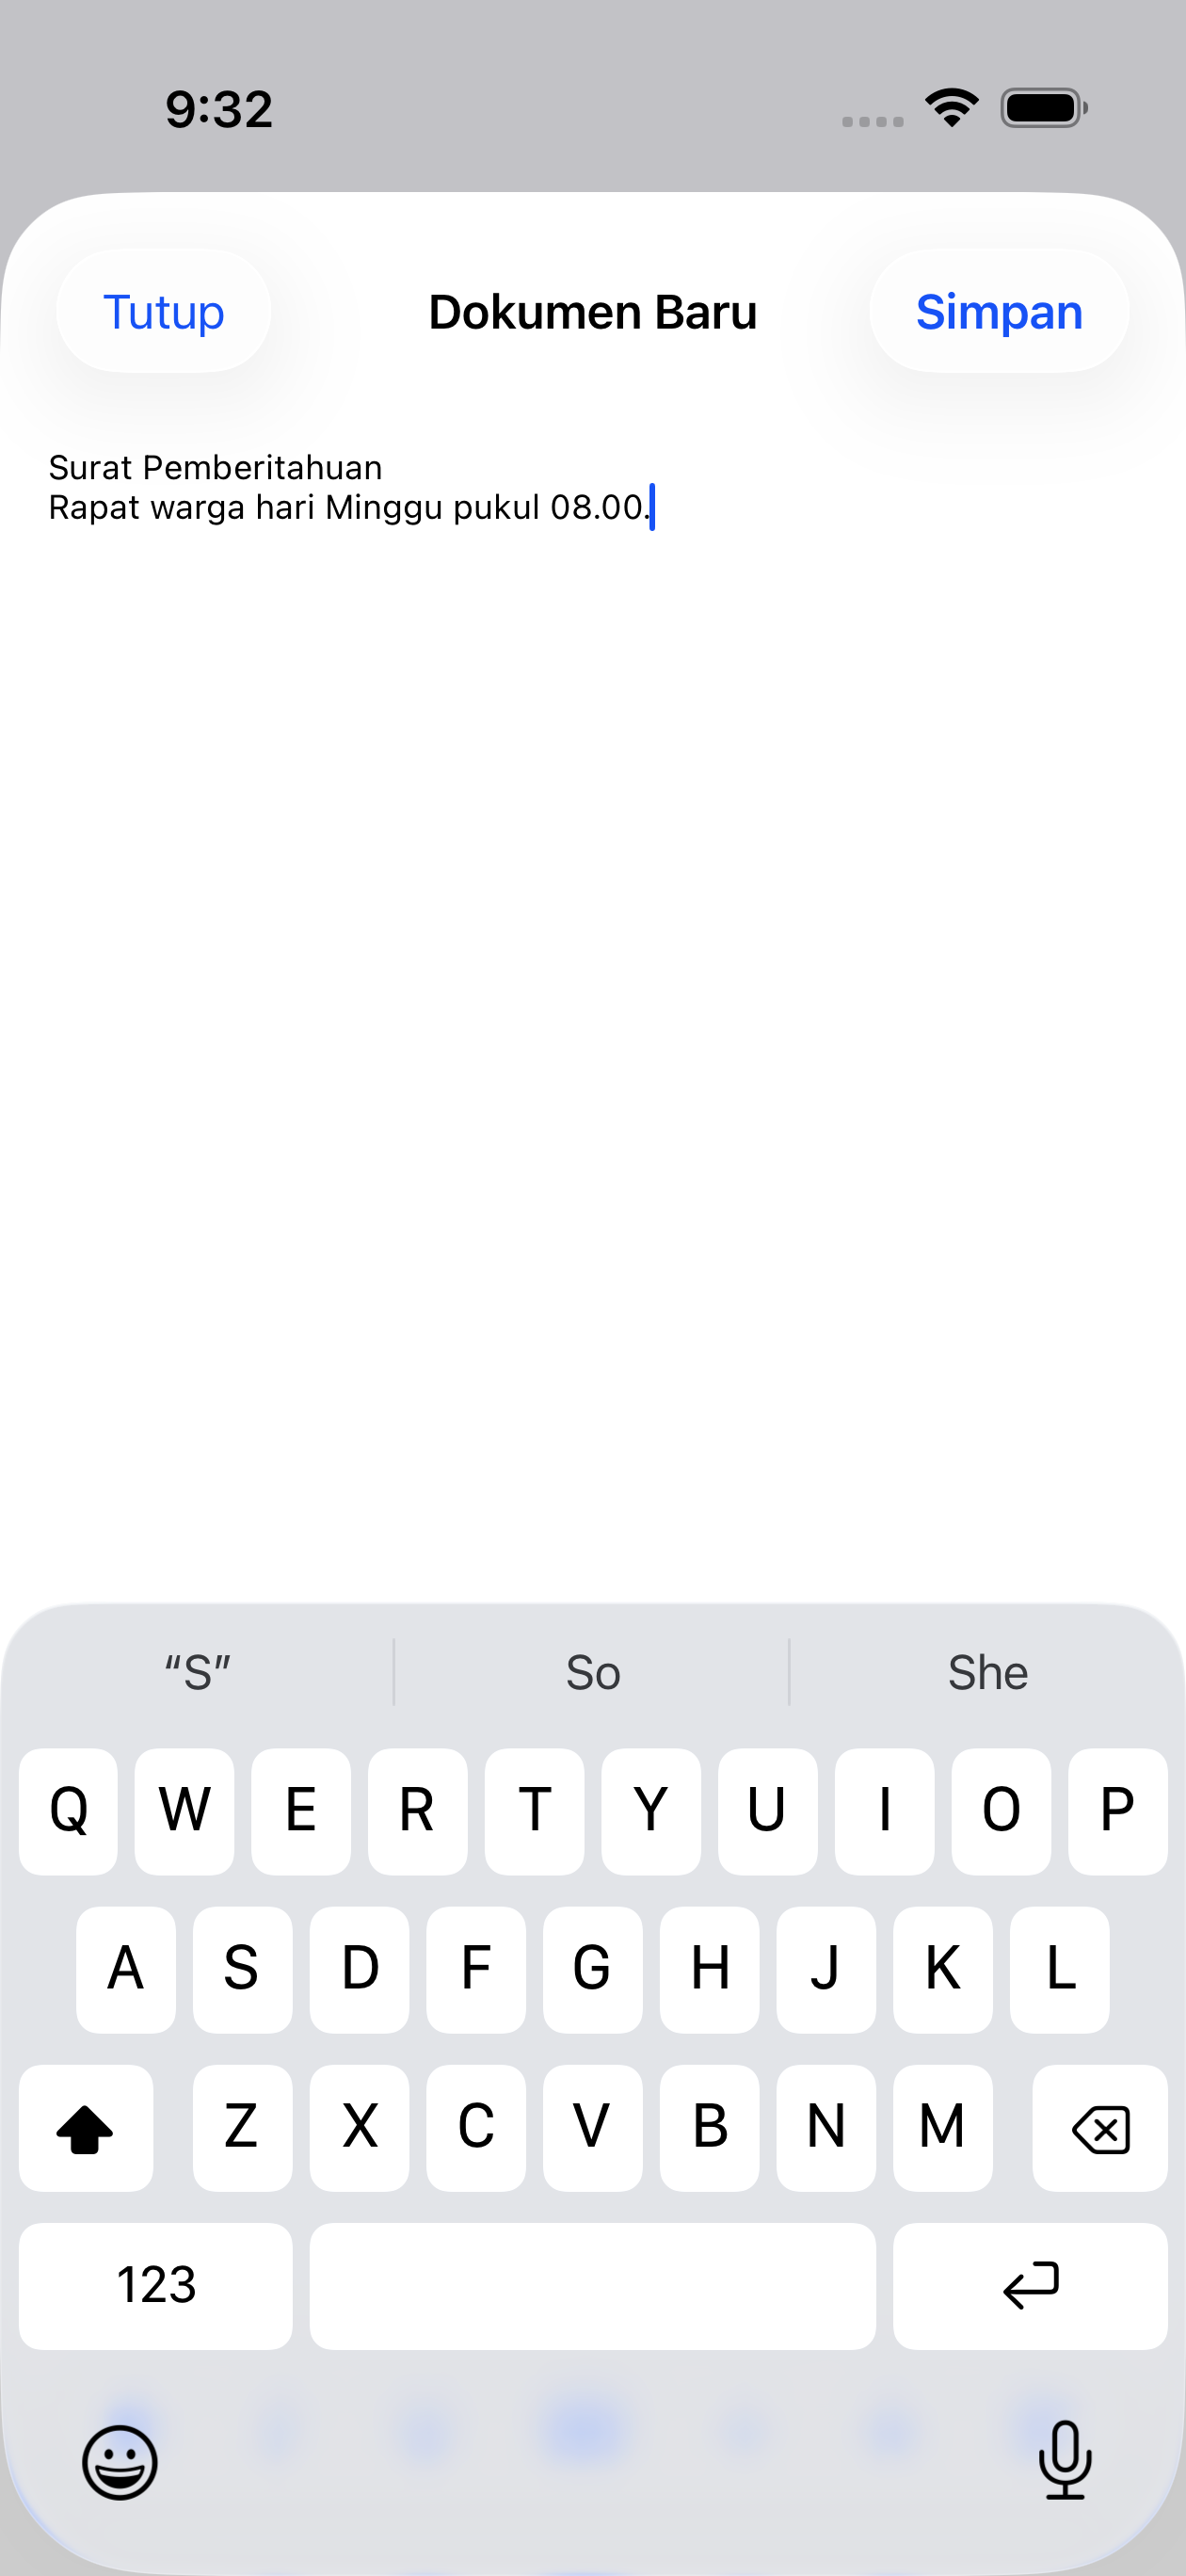 9:32
Tutup Dokumen Baru Simpan
Surat Pemberitahuan
Rapat warga hari Minggu pukul 08.00.
“S” So She
Q W E R T Y U I O P
A S D F G H J K L
Z X C V B N M
123